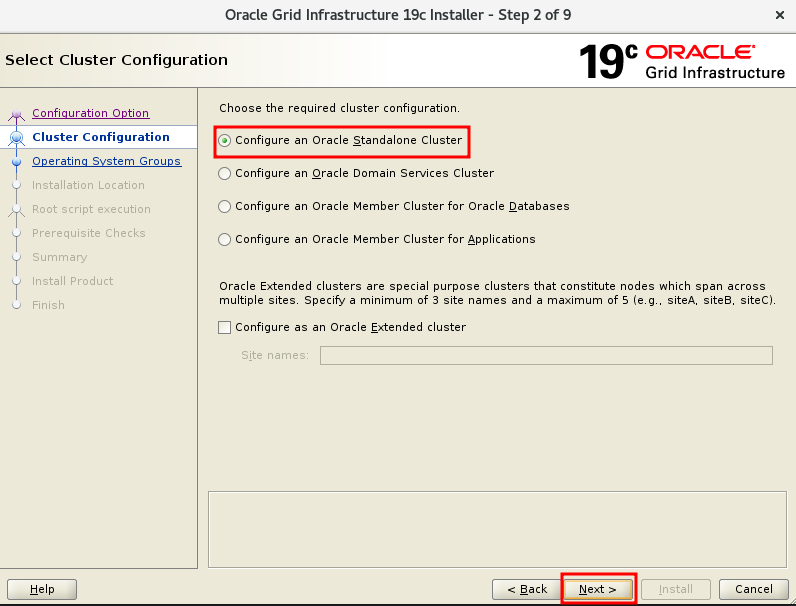 Oracle Grid Infrastructure 19c Installer - Step 2 of 9
×
Select Cluster Configuration
19c ORACLE
Grid Infrastructure
Configuration Option
Cluster Configuration
Operating System Groups
Installation Location
Root script execution
Prerequisite Checks
Summary
Install Product
Finish
Choose the required cluster configuration.
Configure an Oracle Standalone Cluster
Configure an Oracle Domain Services Cluster
Configure an Oracle Member Cluster for Oracle Databases
Configure an Oracle Member Cluster for Applications
Oracle Extended clusters are special purpose clusters that constitute nodes which span across
multiple sites. Specify a minimum of 3 site names and a maximum of 5 (e.g., siteA, siteB, siteC).
Configure as an Oracle Extended cluster
Site names:
Help
< Back
Next >
Install
Cancel